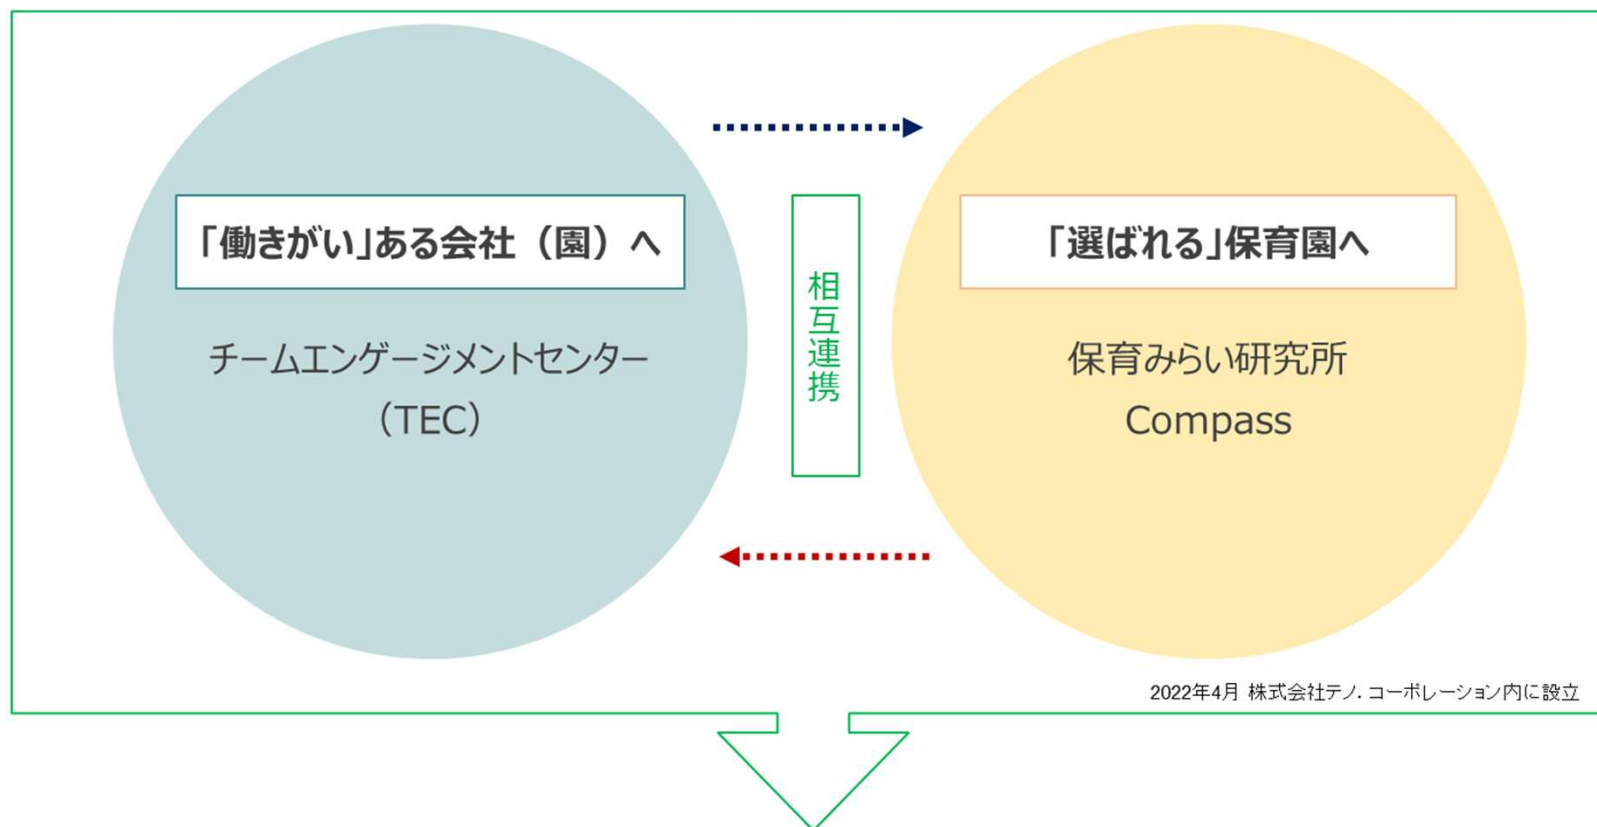 「働きがい」ある会社（園）へ
チームエンゲージメントセンター
（TEC）
相互連携
「選ばれる」保育園へ
保育みらい研究所
Compass
2022年4月 株式会社テノ．コーポレーション内に設立